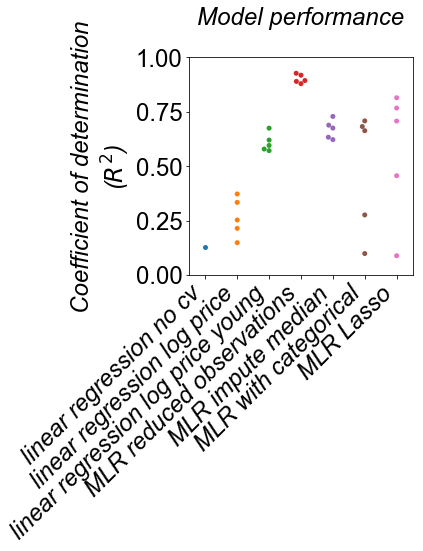 Model performance
Coefficient of determination
(R²)
1.00
0.75
0.50
0.25
0.00
linear regression no cv
linear regression log price
linear regression log price young
MLR reduced observations
MLR impute median
MLR with categorical
MLR Lasso